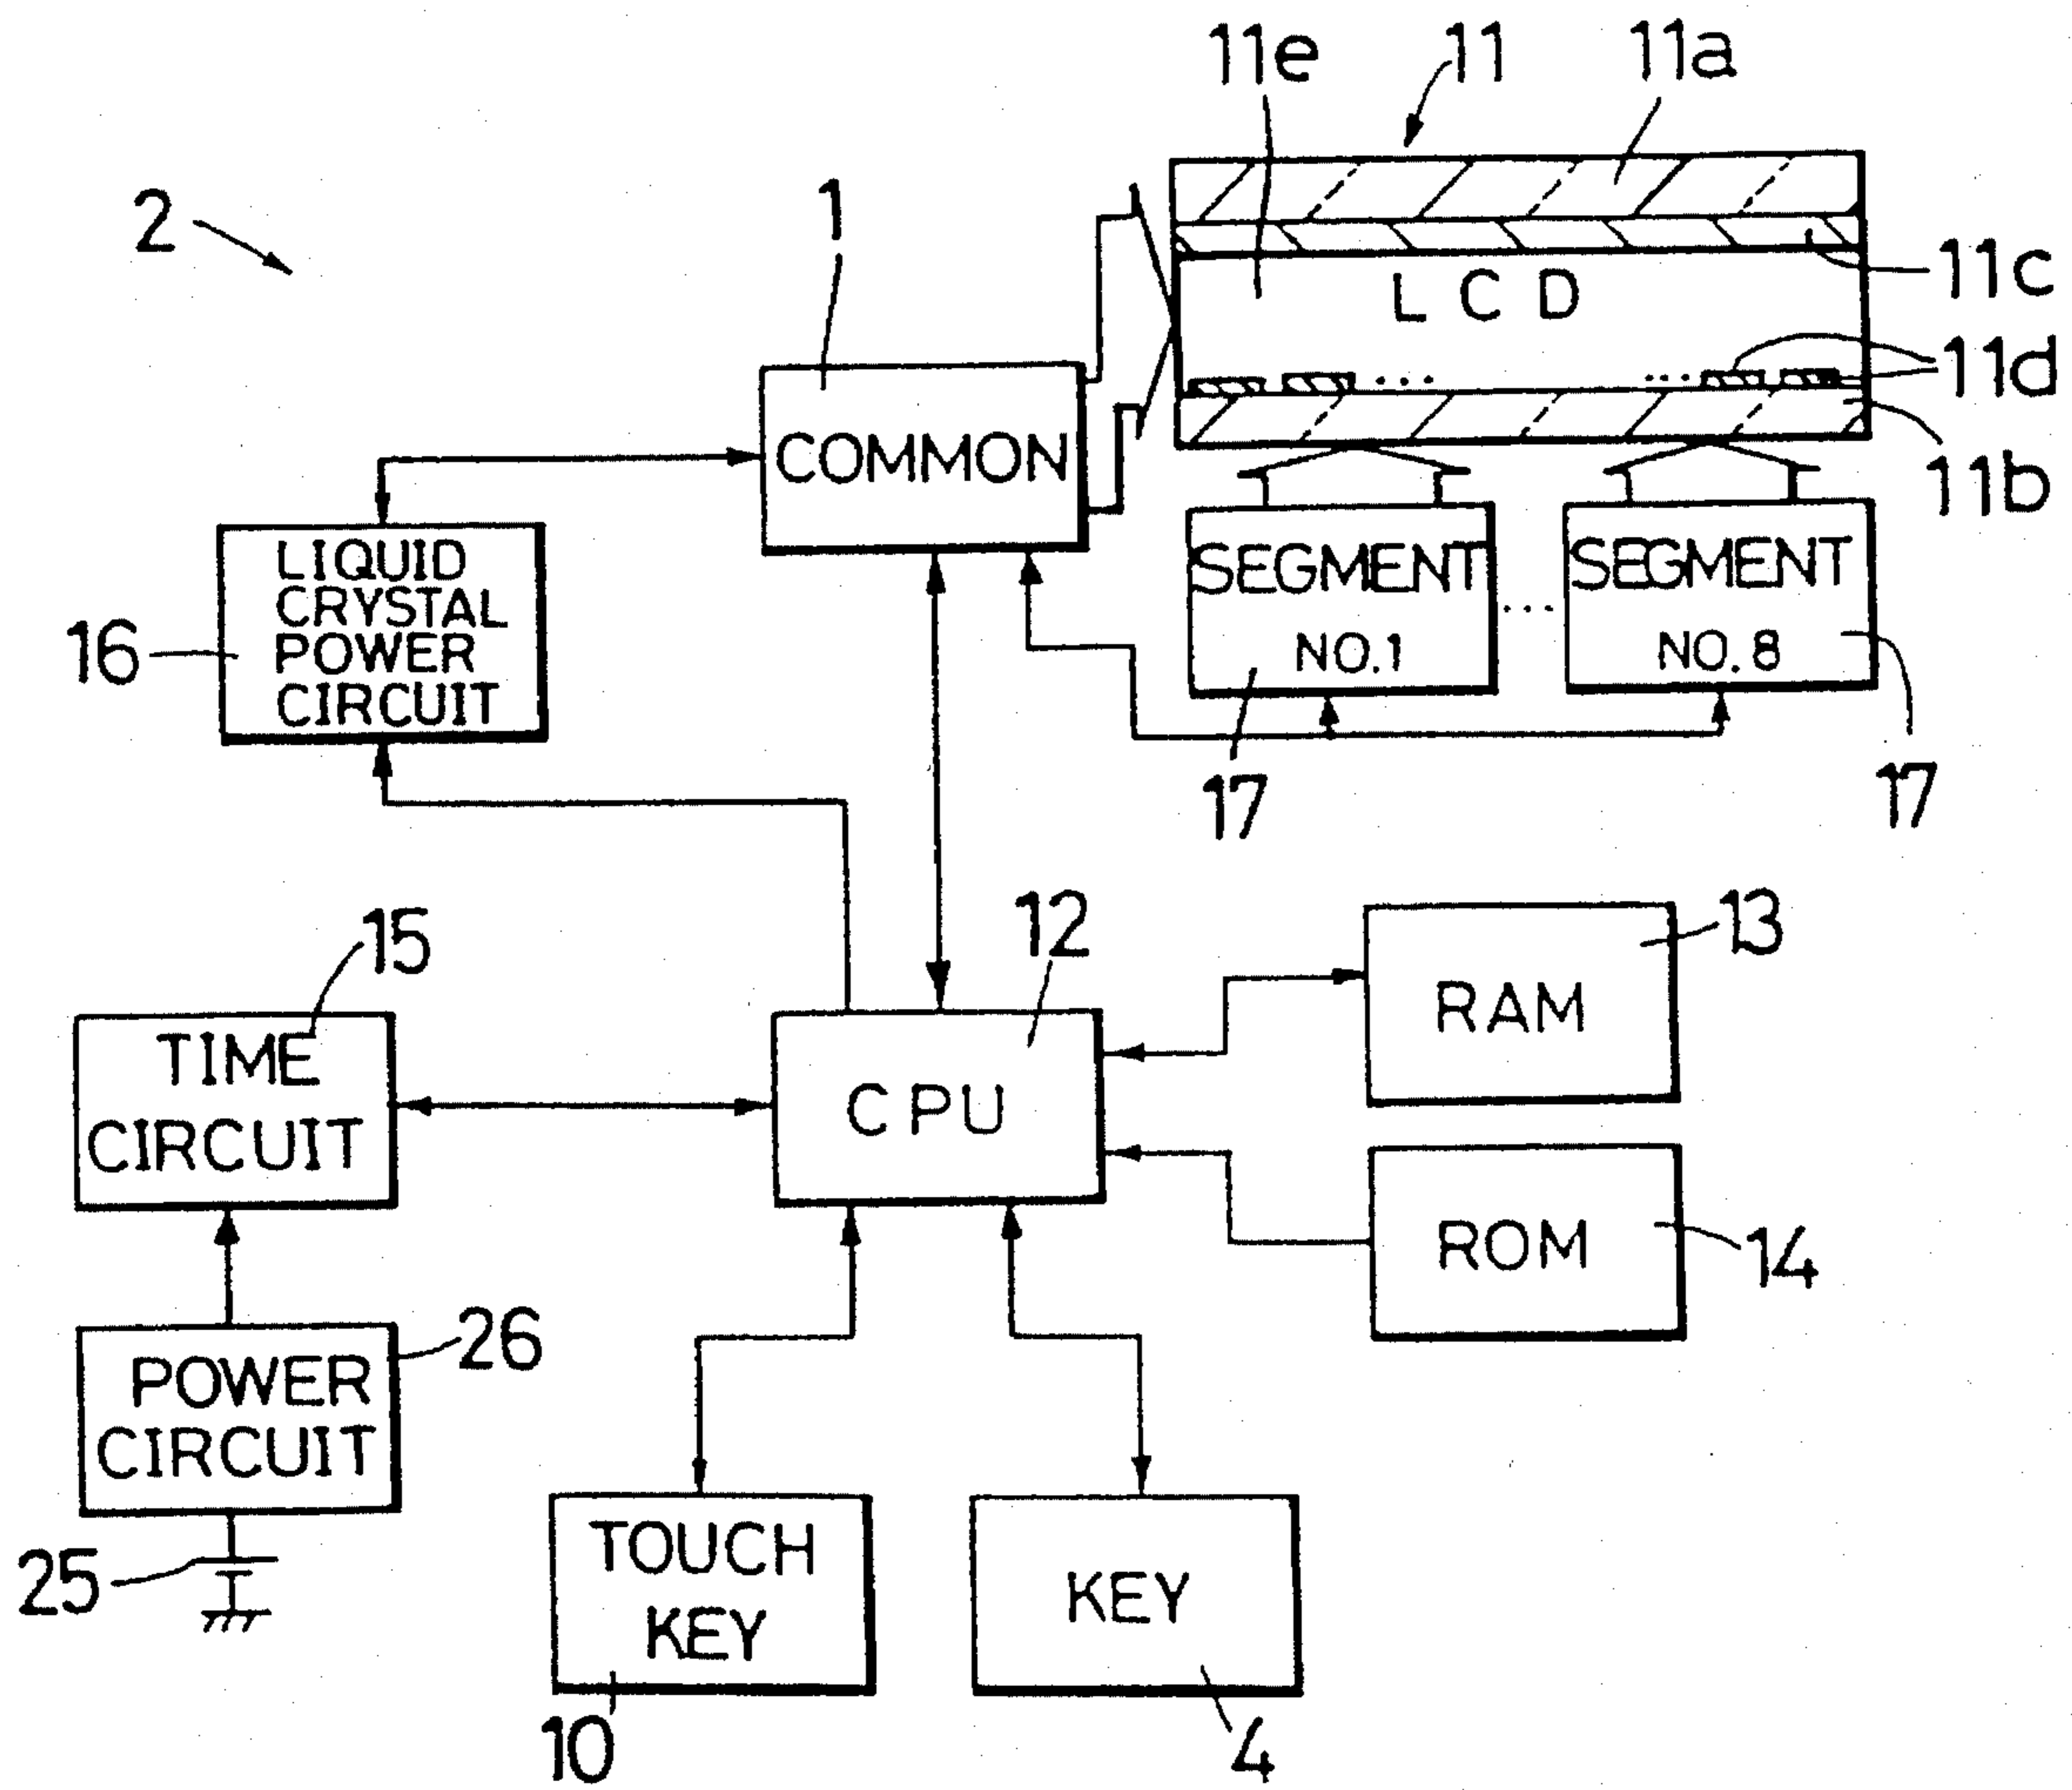 11e
11
11a
2
1
11c
LCD
11d
COMMON
11b
LIQUID
CRYSTAL
POWER
CIRCUIT
16
SEGMENT
NO.1
....
SEGMENT
NO.8
17
17
12
13
15
RAM
TIME
CIRCUIT
CPU
ROM
14
26
POWER
CIRCUIT
25
TOUCH
KEY
KEY
10
4